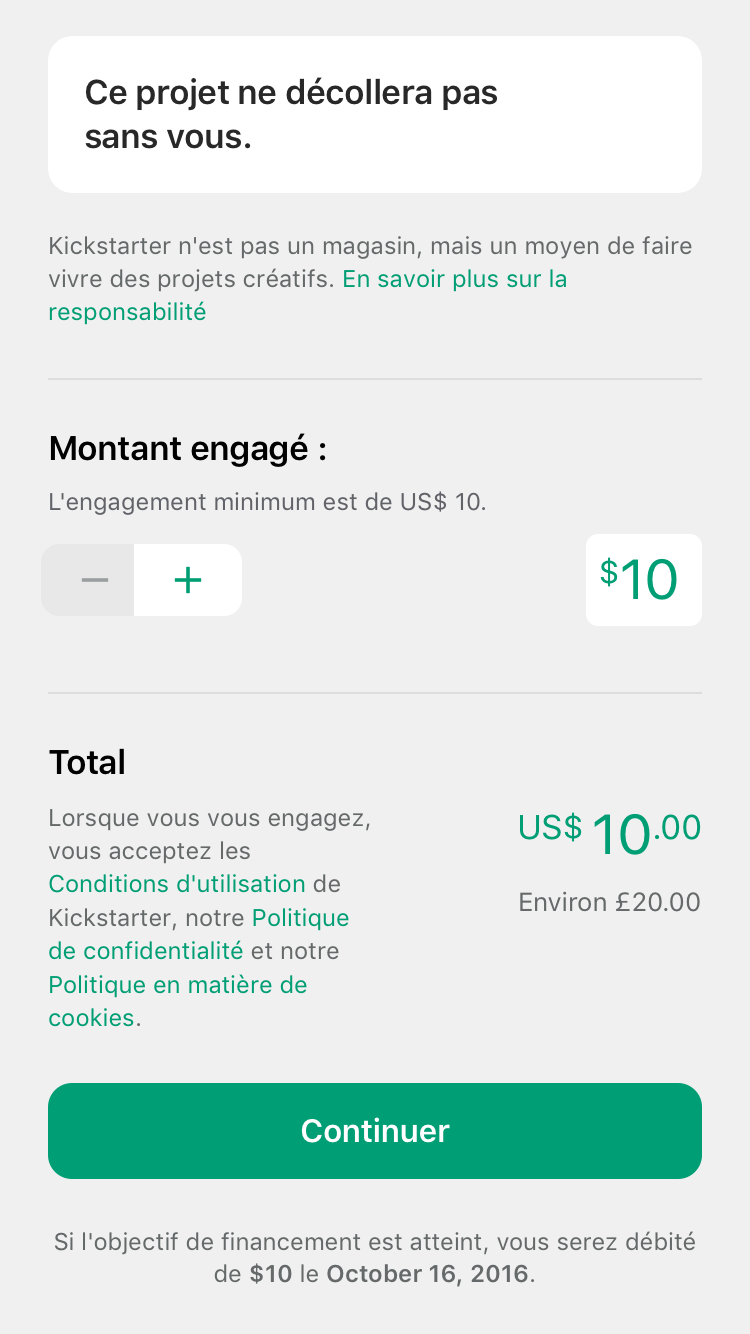 Ce projet ne décollera pas
sans vous.
Kickstarter n'est pas un magasin, mais un moyen de faire
vivre des projets créatifs. En savoir plus sur la
responsabilité
Montant engagé :
L'engagement minimum est de US$ 10.
− +
$10
Total
Lorsque vous vous engagez,
vous acceptez les
Conditions d'utilisation de
Kickstarter, notre Politique
de confidentialité et notre
Politique en matière de
cookies.
US$ 10.00
Environ £20.00
Continuer
Si l'objectif de financement est atteint, vous serez débité
de $10 le October 16, 2016.